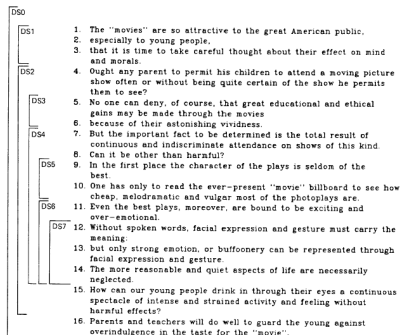 DS0
DS1 1. The "movies" are so attractive to the great American public,
2. especially to young people,
3. that it is time to take careful thought about their effect on mind
and morals.
DS2 4. Ought any parent to permit his children to attend a moving picture
show often or without being quite certain of the show he permits
them to see?
DS3 5. No one can deny, of course, that great educational and ethical
gains may be made through the movies
6. because of their astonishing vividness.
DS4 7. But the important fact to be determined is the total result of
continuous and indiscriminate attendance on shows of this kind.
8. Can it be other than harmful?
DS5 9. In the first place the character of the plays is seldom of the
best.
10. One has only to read the ever-present "movie" billboard to see how
cheap, melodramatic and vulgar most of the photoplays are.
DS6 11. Even the best plays, moreover, are bound to be exciting and
over-emotional.
DS7 12. Without spoken words, facial expression and gesture must carry the
meaning:
13. but only strong emotion, or buffoonery can be represented through
facial expression and gesture.
14. The more reasonable and quiet aspects of life are necessarily
neglected.
15. How can our young people drink in through their eyes a continuous
spectacle of intense and strained activity and feeling without
harmful effects?
16. Parents and teachers will do well to guard the young against
overindulgence in the taste for the "movie".